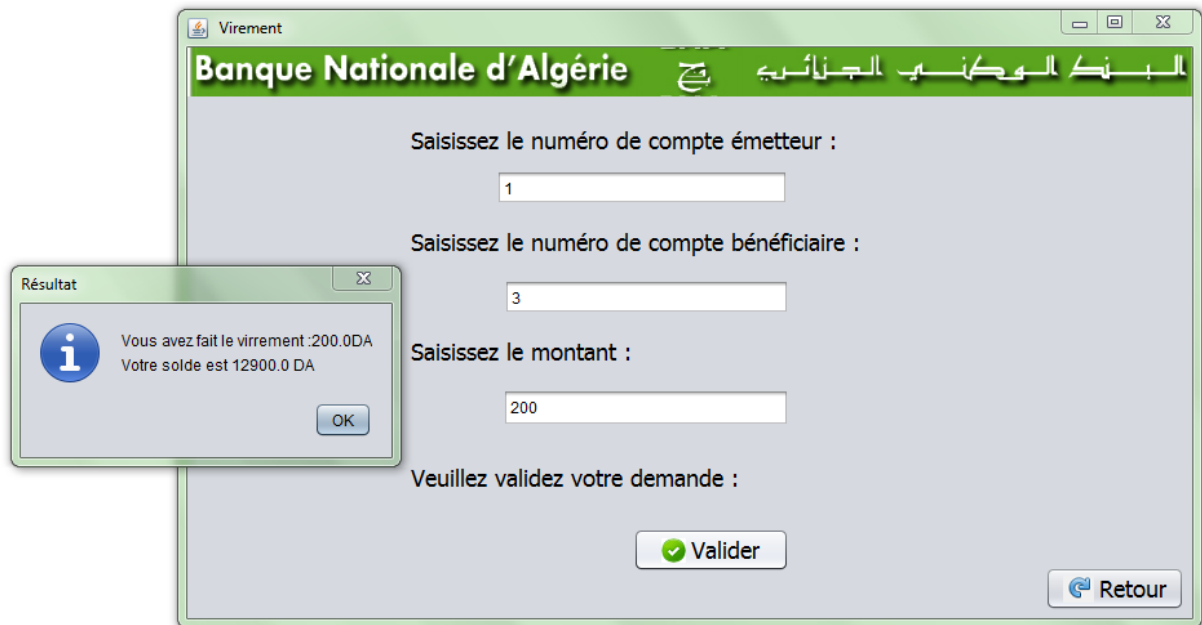 Virement
Banque Nationale d'Algérie البنك الوطني الجزائري
Saisissez le numéro de compte émetteur :
1
Saisissez le numéro de compte bénéficiaire :
3
Résultat
Vous avez fait le virrement :200.0DA
Votre solde est 12900.0 DA
OK
Saisissez le montant :
200
Veuillez validez votre demande :
Valider
Retour